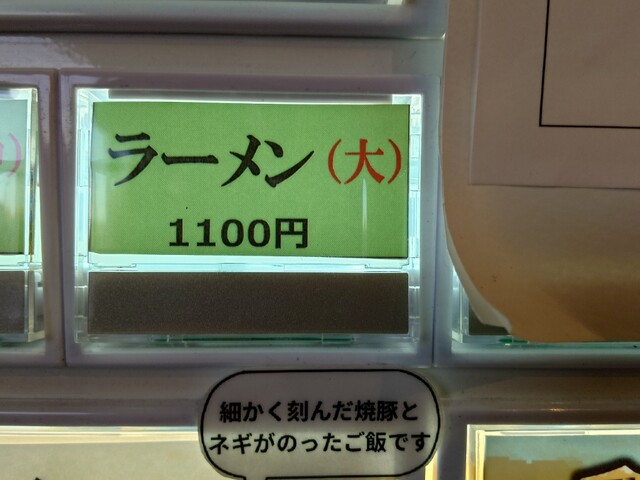 ラーメン(大)
1100円
細かく刻んだ焼豚と
ネギがのったご飯です